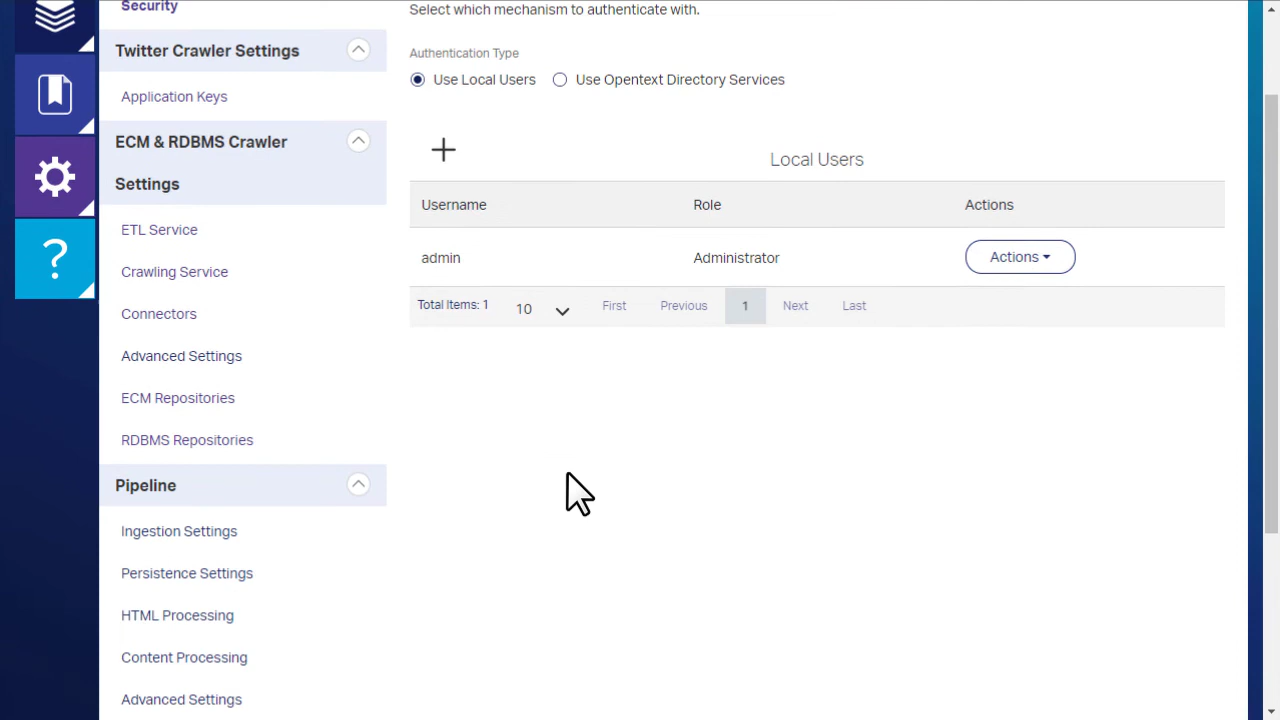 Security
Twitter Crawler Settings
Application Keys
ECM & RDBMS Crawler
Settings
ETL Service
Crawling Service
Connectors
Advanced Settings
ECM Repositories
RDBMS Repositories
Pipeline
Ingestion Settings
Persistence Settings
HTML Processing
Content Processing
Advanced Settings
Select which mechanism to authenticate with.
Authentication Type
Use Local Users Use Opentext Directory Services
Local Users
Username Role Actions
admin Administrator Actions
Total Items: 1 10 First Previous 1 Next Last